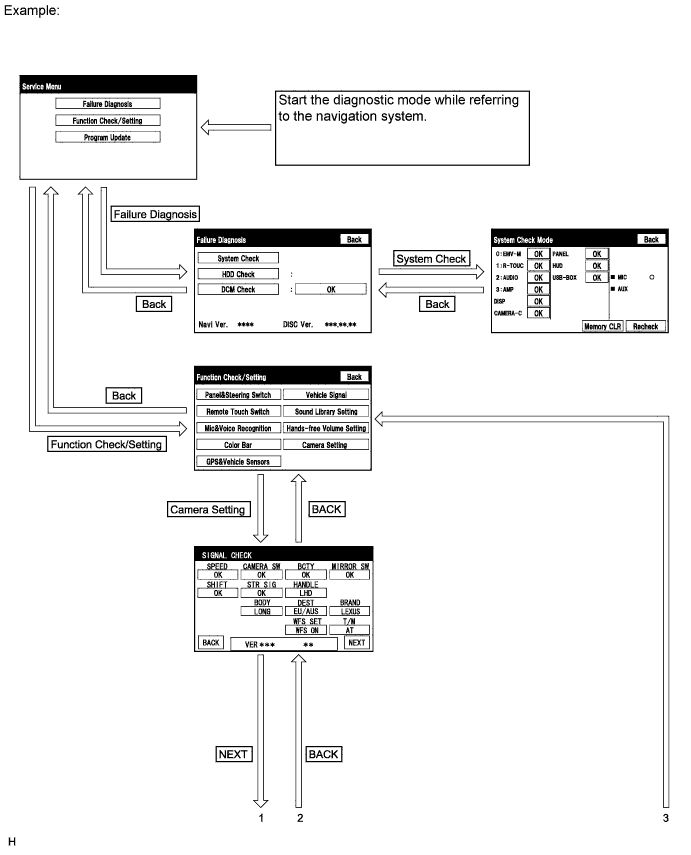 Example:
Service Menu
Failure Diagnosis
Function Check/Setting
Program Update
Start the diagnostic mode while referring
to the navigation system.
Failure Diagnosis
Back
Failure Diagnosis Back
System Check
HDD Check :
DCM Check : OK
Navi Ver. **** DISC Ver. ***.**.**
System Check
Back
System Check Mode Back
0:EMV-M OK PANEL OK
1:R-TOUC OK HUD OK
2:AUDIO OK USB-BOX OK ■ MIC ○
3:AMP OK ■ AUX
DISP OK
CAMERA-C OK
Memory CLR Recheck
Back
Function Check/Setting
Function Check/Setting Back
Panel&Steering Switch Vehicle Signal
Remote Touch Switch Sound Library Setting
Mic&Voice Recognition Hands-free Volume Setting
Color Bar Camera Setting
GPS&Vehicle Sensors
Camera Setting
BACK
SIGNAL CHECK
SPEED CAMERA SW BCTY MIRROR SW
OK OK OK OK
SHIFT STR SIG HANDLE
OK OK LHD
BODY DEST BRAND
LONG EU/AUS LEXUS
WFS SET T/M
WFS ON AT
BACK VER *** ** NEXT
NEXT
BACK
1 2 3
H